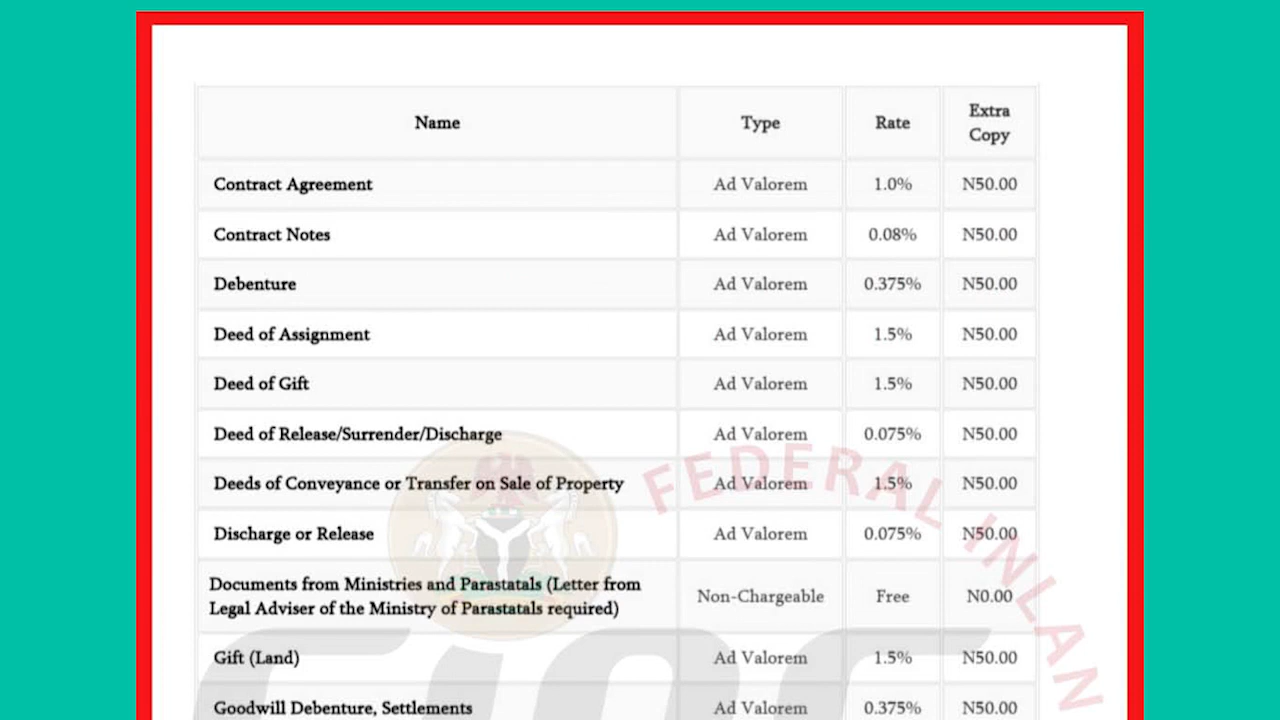 Name Type Rate Extra Copy
Contract Agreement Ad Valorem 1.0% N50.00
Contract Notes Ad Valorem 0.08% N50.00
Debenture Ad Valorem 0.375% N50.00
Deed of Assignment Ad Valorem 1.5% N50.00
Deed of Gift Ad Valorem 1.5% N50.00
Deed of Release/Surrender/Discharge Ad Valorem 0.075% N50.00
Deeds of Conveyance or Transfer on Sale of Property Ad Valorem 1.5% N50.00
Discharge or Release Ad Valorem 0.075% N50.00
Documents from Ministries and Parastatals (Letter from
Legal Adviser of the Ministry of Parastatals required) Non-Chargeable Free N0.00
Gift (Land) Ad Valorem 1.5% N50.00
Goodwill Debenture, Settlements Ad Valorem 0.375% N50.00
FEDERAL INLAN